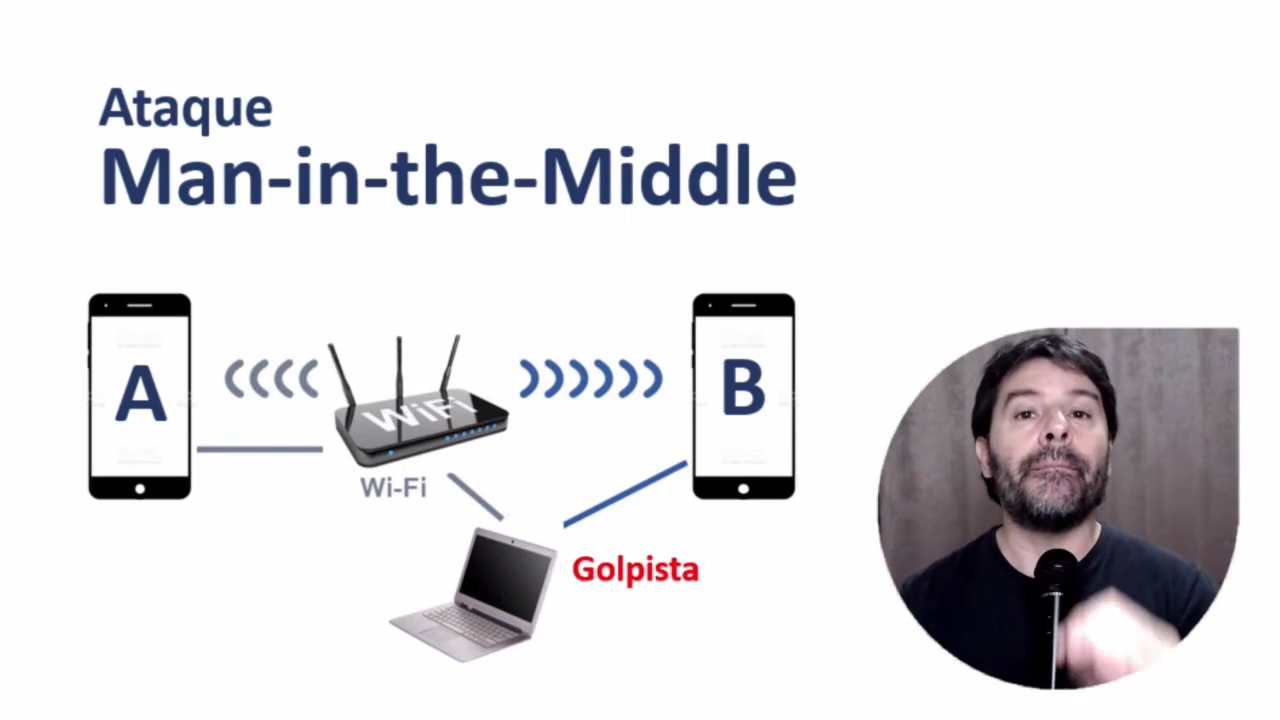 Ataque
Man-in-the-Middle
A
WiFi
B
Wi-Fi
Golpista